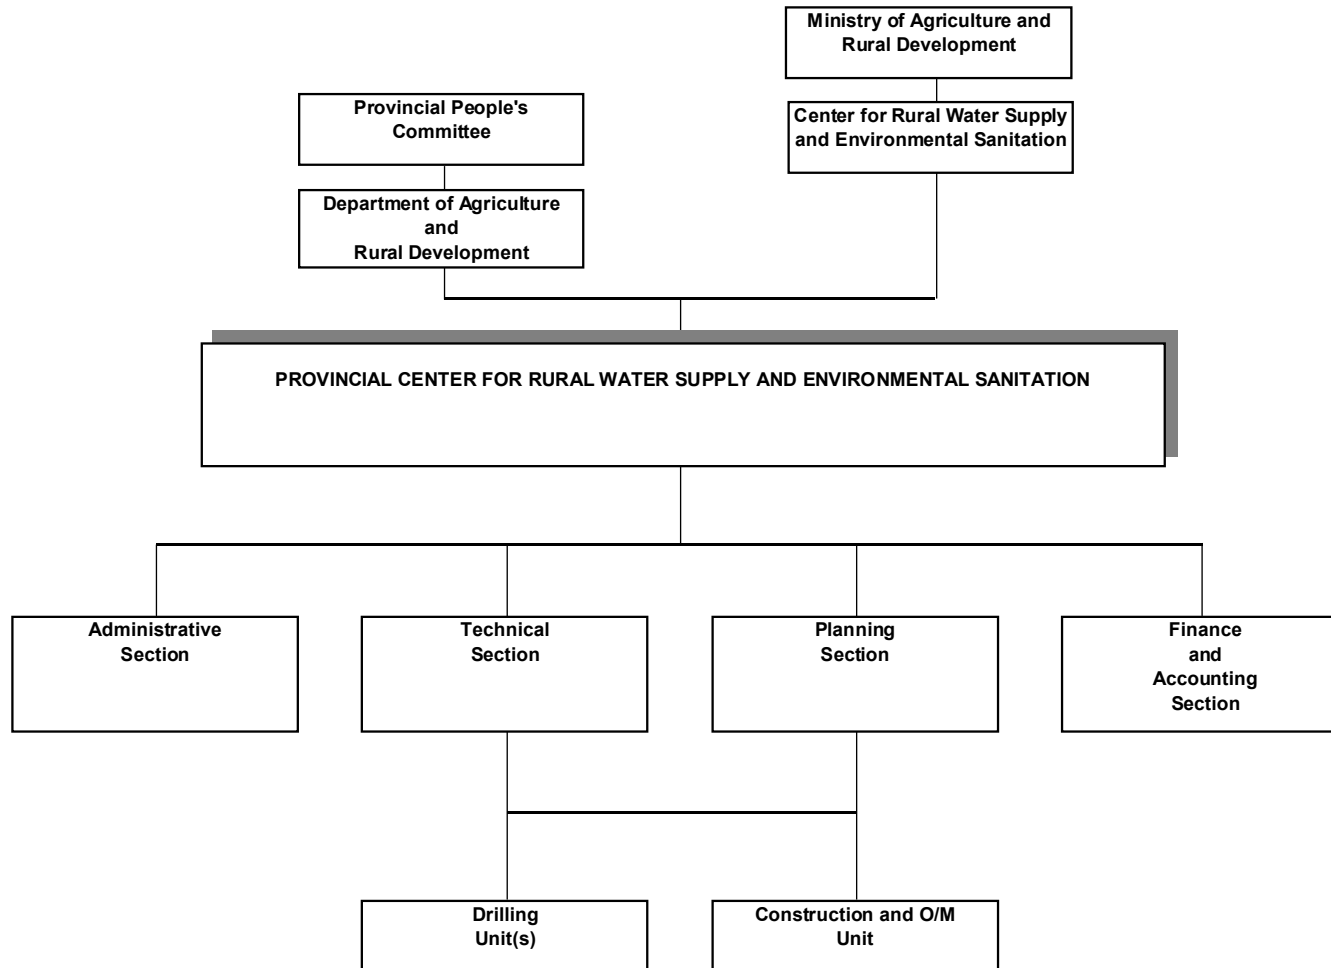 Ministry of Agriculture and
Rural Development
Provincial People's
Committee
Center for Rural Water Supply
and Environmental Sanitation
Department of Agriculture
and
Rural Development
PROVINCIAL CENTER FOR RURAL WATER SUPPLY AND ENVIRONMENTAL SANITATION
Administrative
Section
Technical
Section
Planning
Section
Finance
and
Accounting
Section
Drilling
Unit(s)
Construction and O/M
Unit